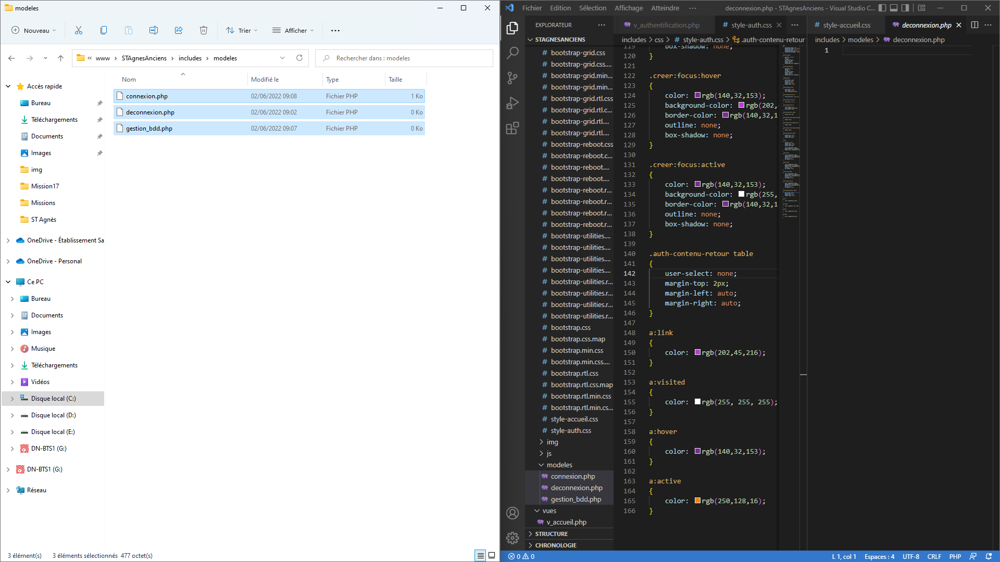 modeles
Nouveau
Trier
Afficher
www
STAgnesAnciens
includes
modeles
Rechercher dans : modeles
Accès rapide
Bureau
Téléchargements
Documents
Images
img
Mission17
Missions
ST Agnès
OneDrive - Établissement Sa
OneDrive - Personal
Ce PC
Bureau
Documents
Images
Musique
Téléchargements
Vidéos
Disque local (C:)
Disque local (D:)
Disque local (E:)
DN-BTS1 (G:)
DN-BTS1 (G:)
Réseau
Nom Modifié le Type Taille
connexion.php 02/06/2022 09:08 Fichier PHP 1 Ko
deconnexion.php 02/06/2022 09:02 Fichier PHP 0 Ko
gestion_bdd.php 02/06/2022 09:07 Fichier PHP 0 Ko
3 élément(s) 3 éléments sélectionnés 477 octet(s)
Fichier Edition Sélection Affichage Atteindre ··· deconnexion.php - STAgnesAnciens - Visual Studio C...
EXPLORATEUR
STAGNESANCIENS
# bootstrap-grid.css
# bootstrap-grid.css....
# bootstrap-grid.min...
# bootstrap-grid.min...
# bootstrap-grid.rtl.css
# bootstrap-grid.rtl.c...
# bootstrap-grid.rtl....
# bootstrap-grid.rtl....
# bootstrap-reboot.css
# bootstrap-reboot.c...
# bootstrap-reboot....
# bootstrap-reboot....
# bootstrap-reboot.r...
# bootstrap-reboot.r...
# bootstrap-reboot.r...
# bootstrap-reboot.r...
# bootstrap-utilities....
# bootstrap-utilities....
# bootstrap-utilities....
# bootstrap-utilities....
# bootstrap-utilities.r...
# bootstrap-utilities.r...
# bootstrap-utilities.r...
# bootstrap-utilities.r...
# bootstrap.css
# bootstrap.css.map
# bootstrap.min.css
# bootstrap.min.css....
# bootstrap.rtl.css
# bootstrap.rtl.css.map
# bootstrap.rtl.min.css
# bootstrap.rtl.min.cs...
# style-accueil.css
# style-auth.css
img
js
modeles
connexion.php
deconnexion.php
gestion_bdd.php
vues
v_accueil.php
STRUCTURE
CHRONOLOGIE
v_authentification.php
# style-auth.css
includes > css > # style-auth.css > .auth-contenu-retour
119 box-shadow: none;
120 }
121
122 .creer:focus:hover
123 {
124 color: rgb(140,32,153);
125 background-color: rgb(202,
126 border-color: rgb(140,32,1
127 outline: none;
128 box-shadow: none;
129 }
130
131 .creer:focus:active
132 {
133 color: rgb(140,32,153);
134 background-color: rgb(255,
135 border-color: rgb(140,32,1
136 outline: none;
137 box-shadow: none;
138 }
139
140 .auth-contenu-retour table
141 {
142 user-select: none;
143 margin-top: 2px;
144 margin-left: auto;
145 margin-right: auto;
146 }
147
148 a:link
149 {
150 color: rgb(202,45,216);
151 }
152
153 a:visited
154 {
155 color: rgb(255, 255, 255);
156 }
157
158 a:hover
159 {
160 color: rgb(140,32,153);
161 }
162
163 a:active
164 {
165 color: rgb(250,128,16);
166 }
# style-accueil.css
deconnexion.php
includes > modeles > deconnexion.php
1
0 0
L 1, col 1 Espaces : 4 UTF-8 CRLF PHP